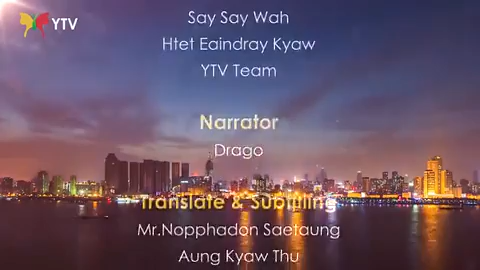 YTV
Say Say Wah
Htet Eaindray Kyaw
YTV Team
Narrator
Drago
Translate & Subtitling
Mr.Nopphadon Saetaung
Aung Kyaw Thu
YTV